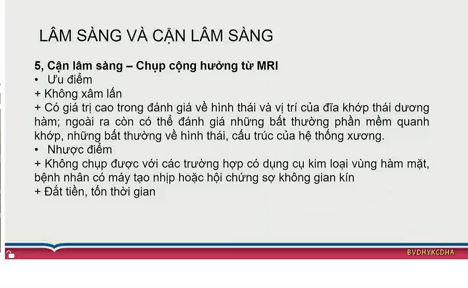 LÂM SÀNG VÀ CẬN LÂM SÀNG
5, Cận lâm sàng – Chụp cộng hưởng từ MRI
• Ưu điểm
+ Không xâm lấn
+ Có giá trị cao trong đánh giá về hình thái và vị trí của đĩa khớp thái dương
hàm; ngoài ra còn có thể đánh giá những bất thường phần mềm quanh
khớp, những bất thường về hình thái, cấu trúc của hệ thống xương.
• Nhược điểm
+ Không chụp được với các trường hợp có dụng cụ kim loại vùng hàm mặt,
bệnh nhân có máy tạo nhịp hoặc hội chứng sợ không gian kín
+ Đắt tiền, tốn thời gian
BVDHYKCDHA